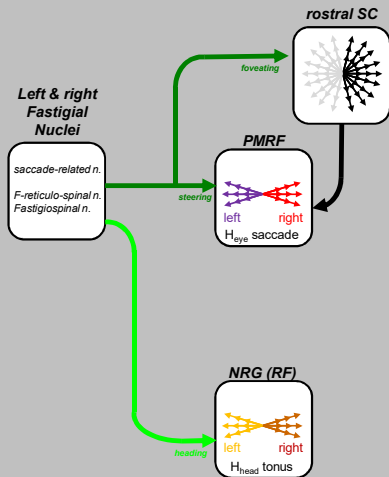 rostral SC
foveating
Left & right
Fastigial
Nuclei
saccade-related n.
F-reticulo-spinal n.
Fastigiospinal n.
PMRF
steering
left right
Heye saccade
NRG (RF)
left right
heading
Hhead tonus